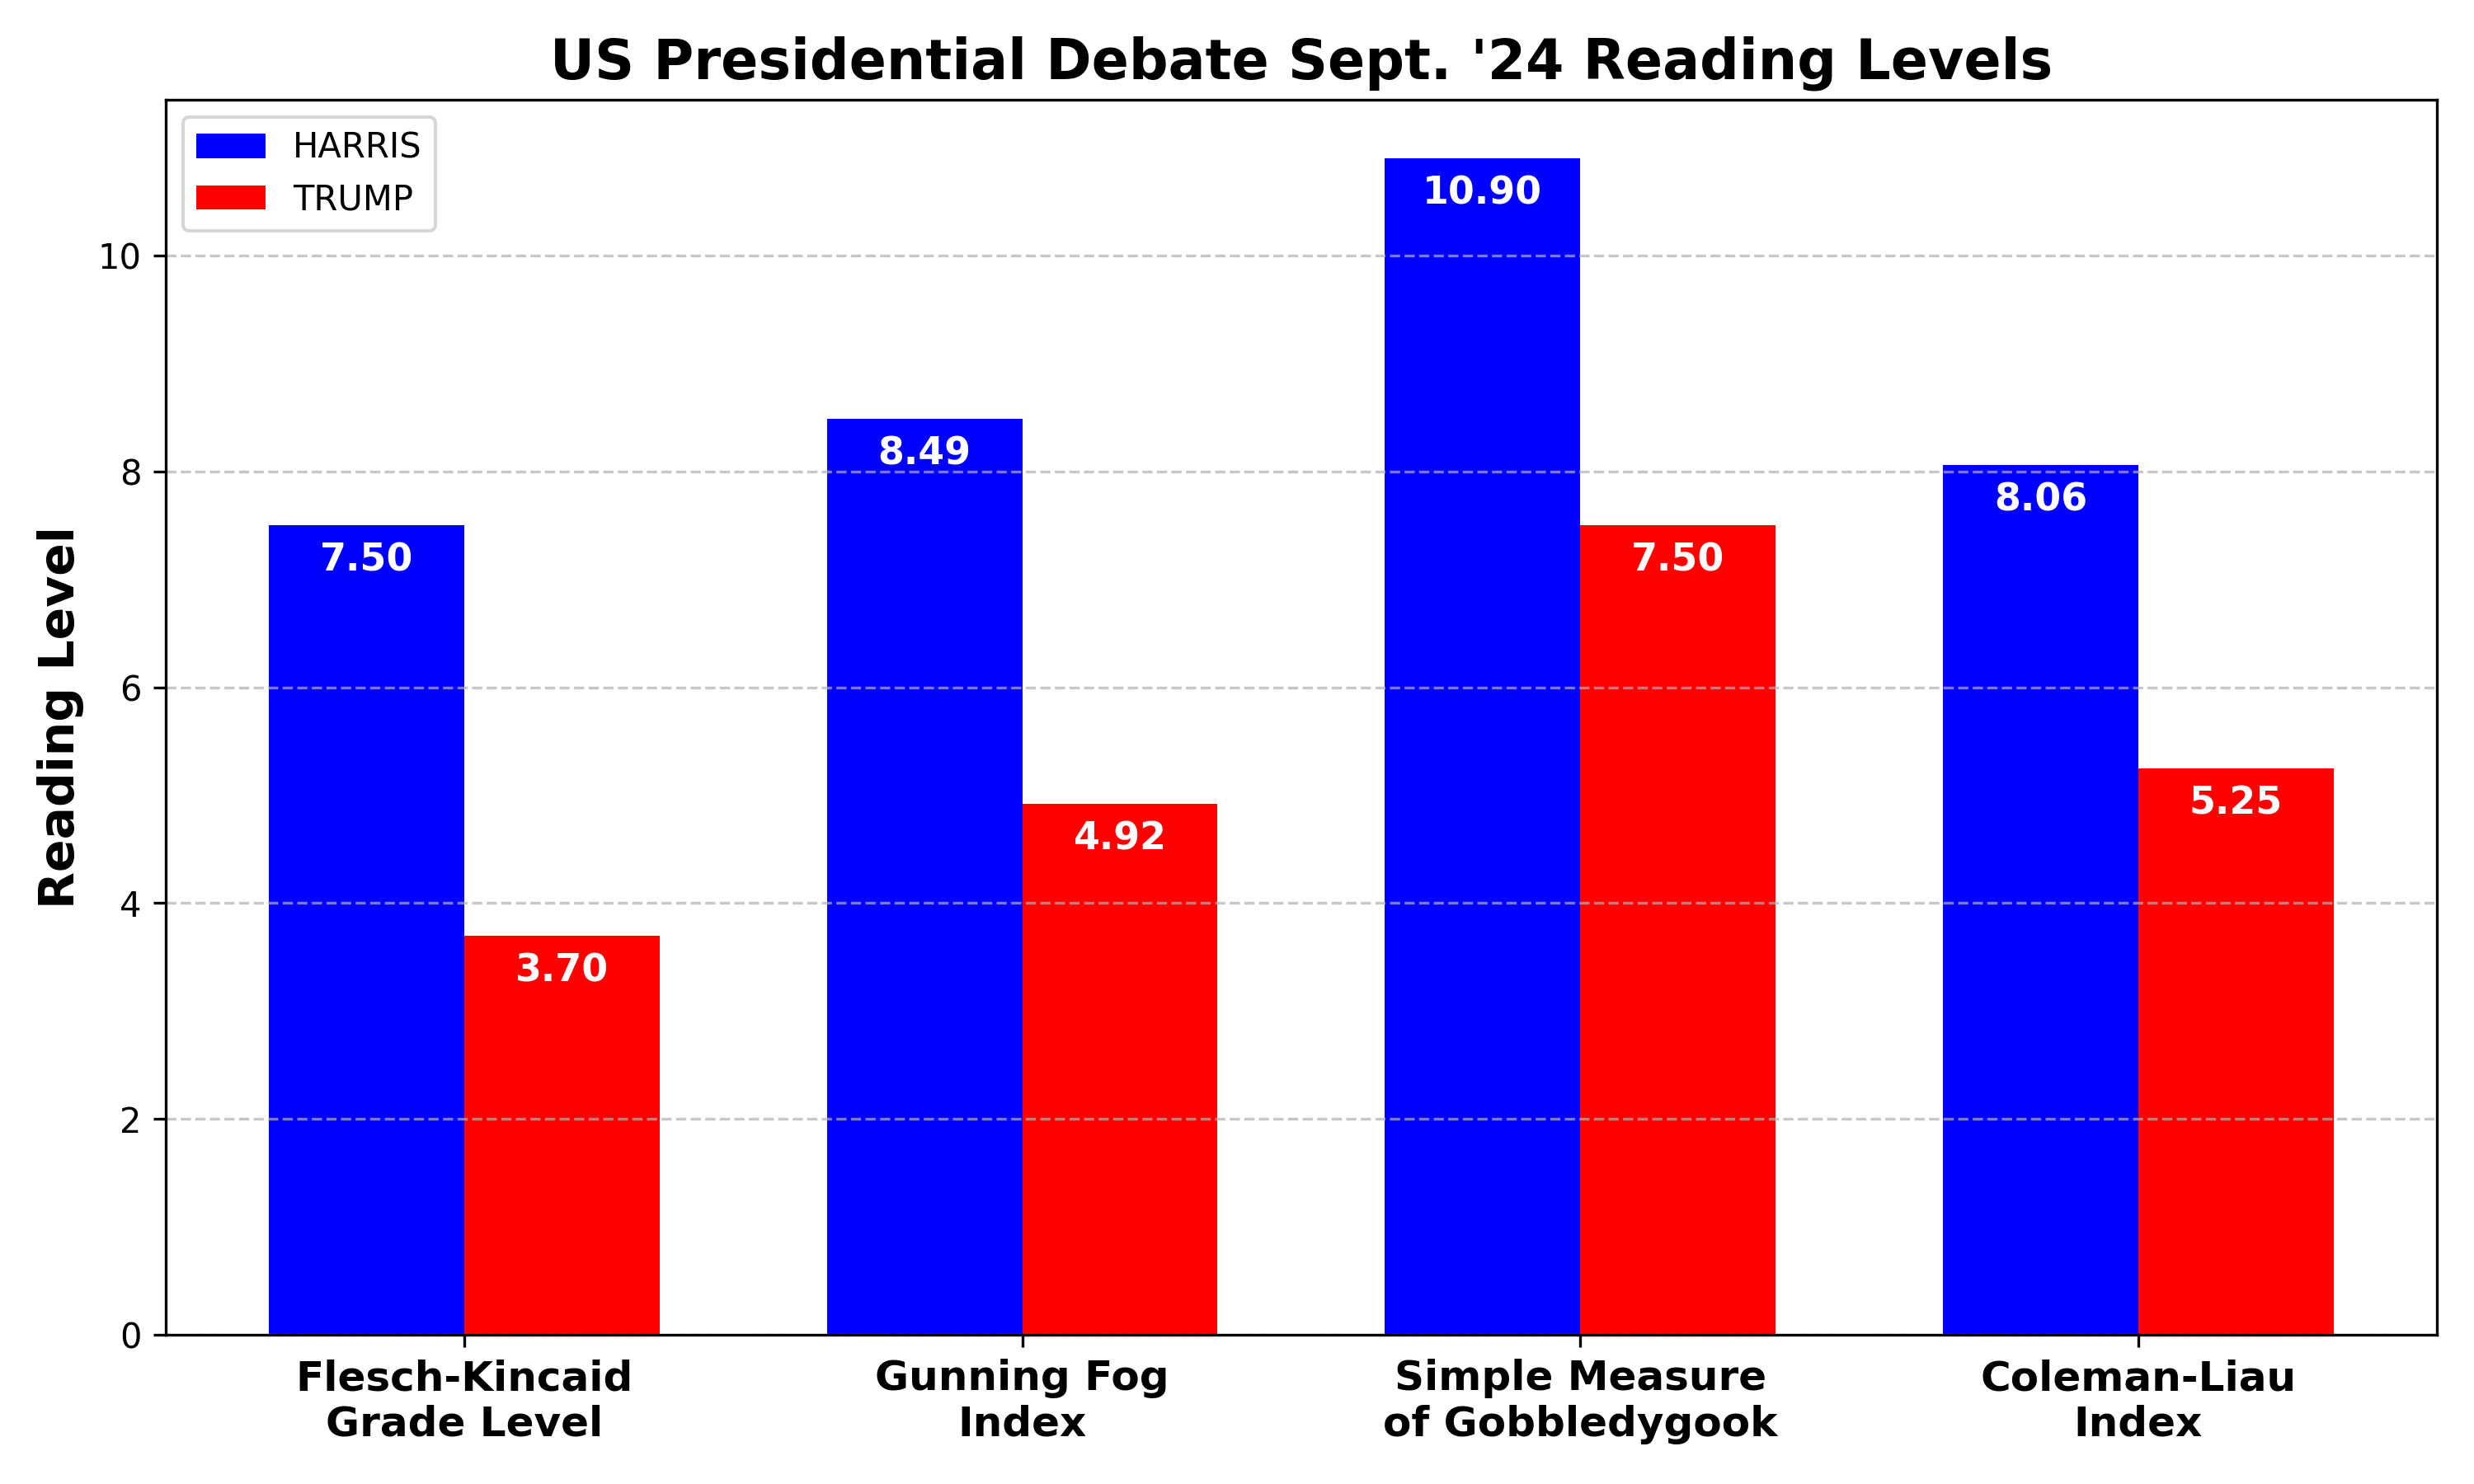 US Presidential Debate Sept. '24 Reading Levels
HARRIS
TRUMP
Reading Level
10
8
6
4
2
0
7.50
3.70
8.49
4.92
10.90
7.50
8.06
5.25
Flesch-Kincaid
Grade Level
Gunning Fog
Index
Simple Measure
of Gobbledygook
Coleman-Liau
Index